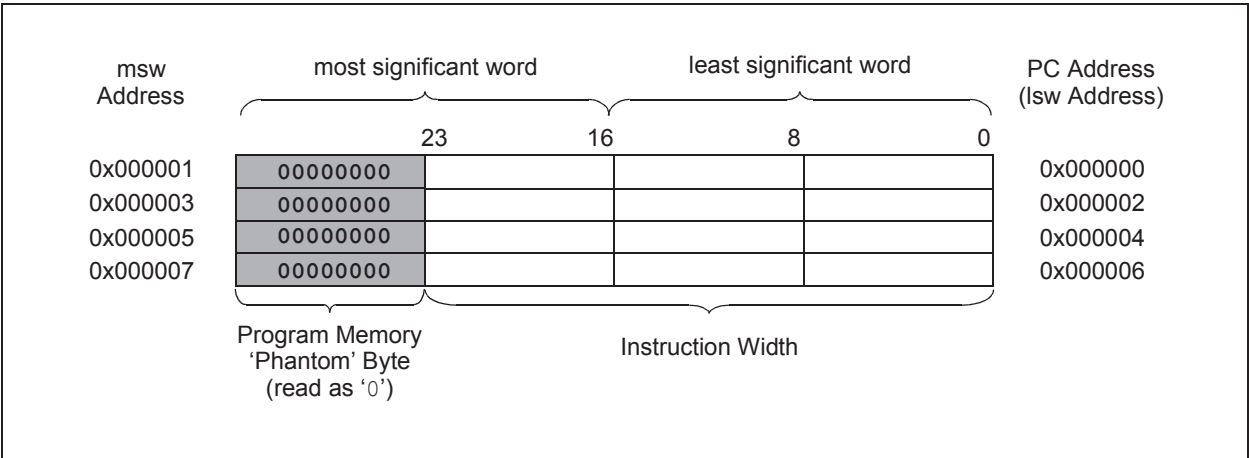 msw
Address
most significant word
least significant word
PC Address
(lsw Address)
23 16 8 0
0x000001 00000000 0x000000
0x000003 00000000 0x000002
0x000005 00000000 0x000004
0x000007 00000000 0x000006
Program Memory
‘Phantom’ Byte
(read as ‘0’)
Instruction Width